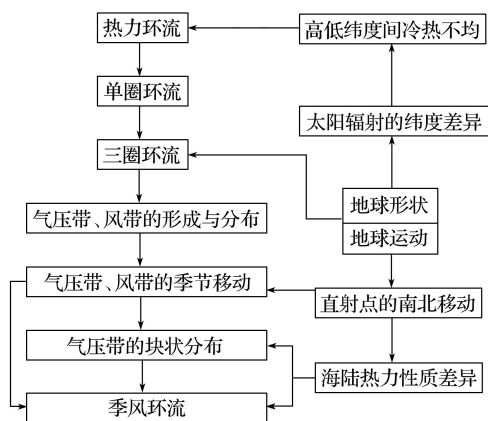 热力环流
高低纬度间冷热不均
单圈环流
太阳辐射的纬度差异
三圈环流
地球形状
气压带、风带的形成与分布
地球运动
气压带、风带的季节移动
直射点的南北移动
气压带的块状分布
海陆热力性质差异
季风环流